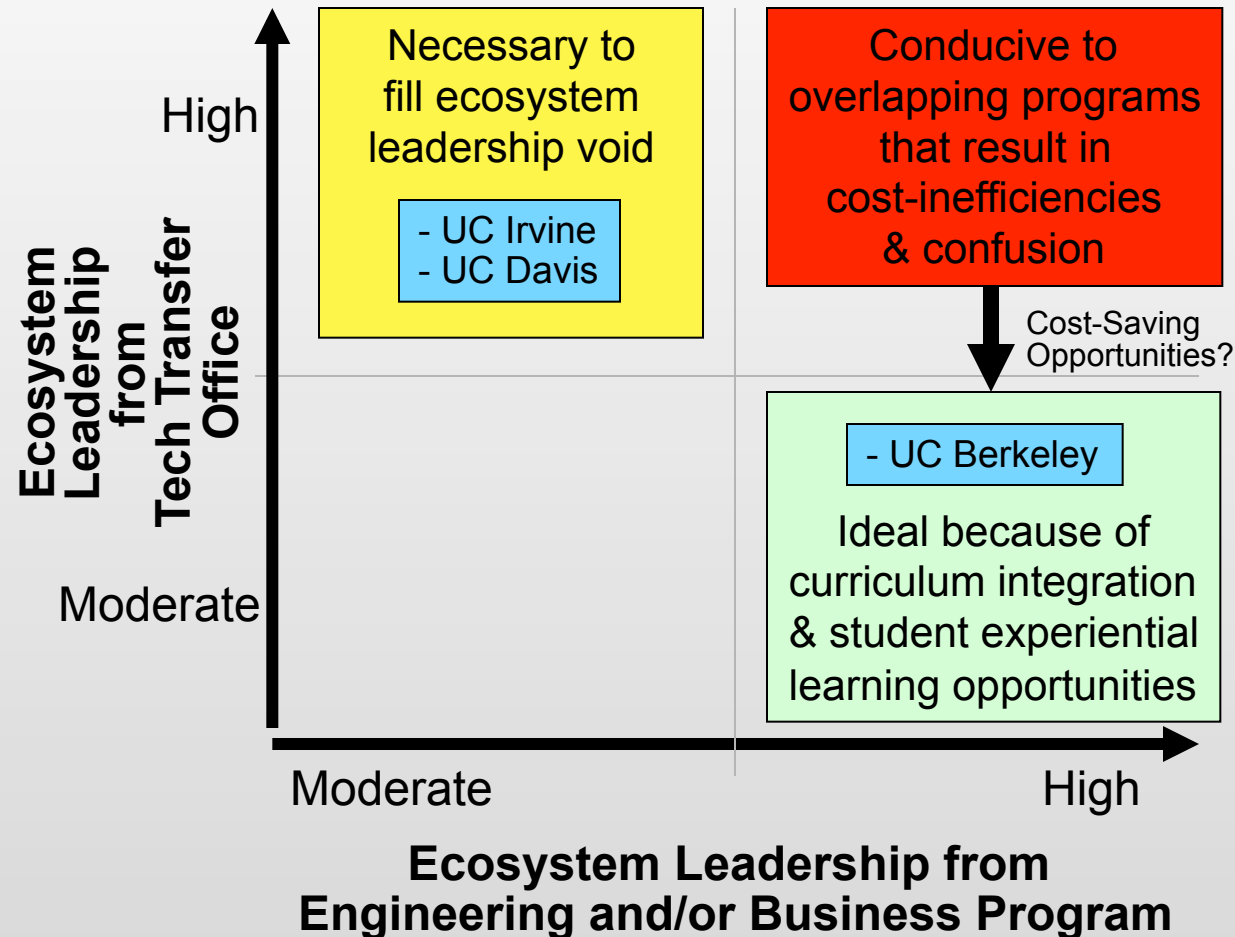 High
Moderate
Ecosystem
Leadership
from
Tech Transfer
Office
Necessary to
fill ecosystem
leadership void
- UC Irvine
- UC Davis
Conducive to
overlapping programs
that result in
cost-inefficiencies
& confusion
Cost-Saving
Opportunities?
- UC Berkeley
Ideal because of
curriculum integration
& student experiential
learning opportunities
Moderate
High
Ecosystem Leadership from
Engineering and/or Business Program